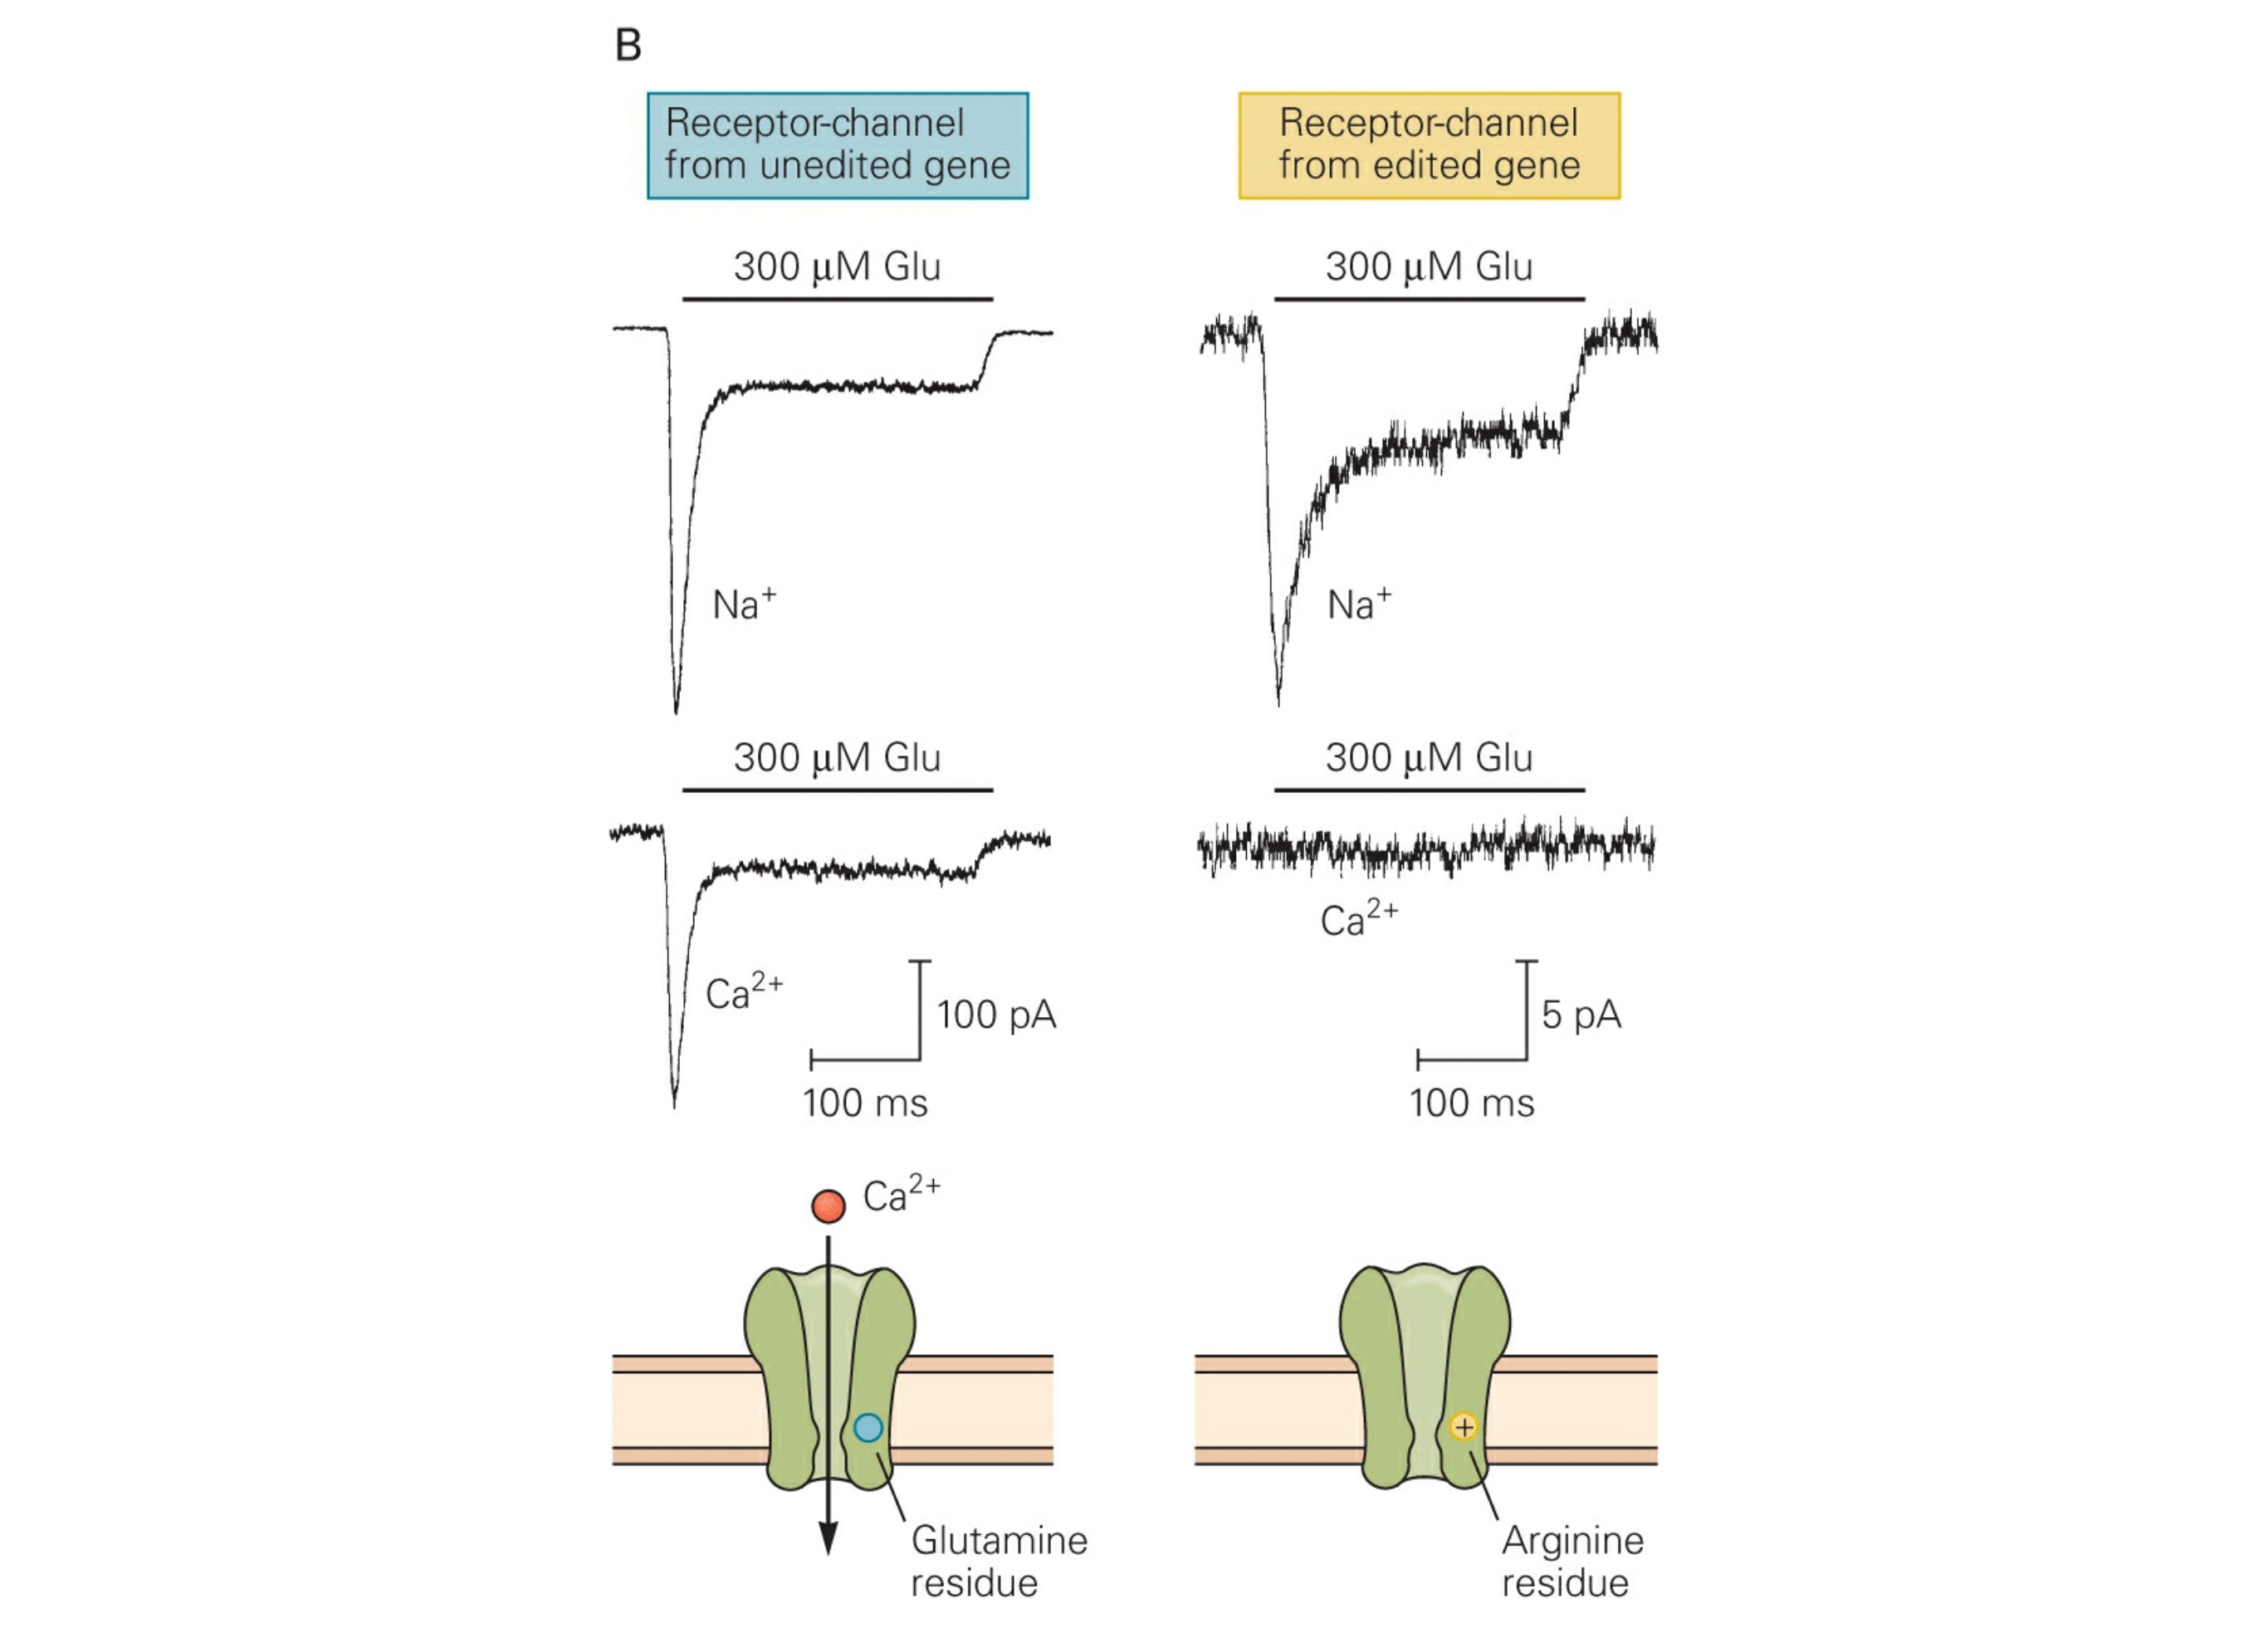 B
Receptor-channel
from unedited gene
Receptor-channel
from edited gene
300 μM Glu
300 μM Glu
Na⁺
Na⁺
300 μM Glu
300 μM Glu
Ca²⁺
Ca²⁺
100 pA
100 ms
5 pA
100 ms
Ca²⁺
+
Glutamine
residue
Arginine
residue